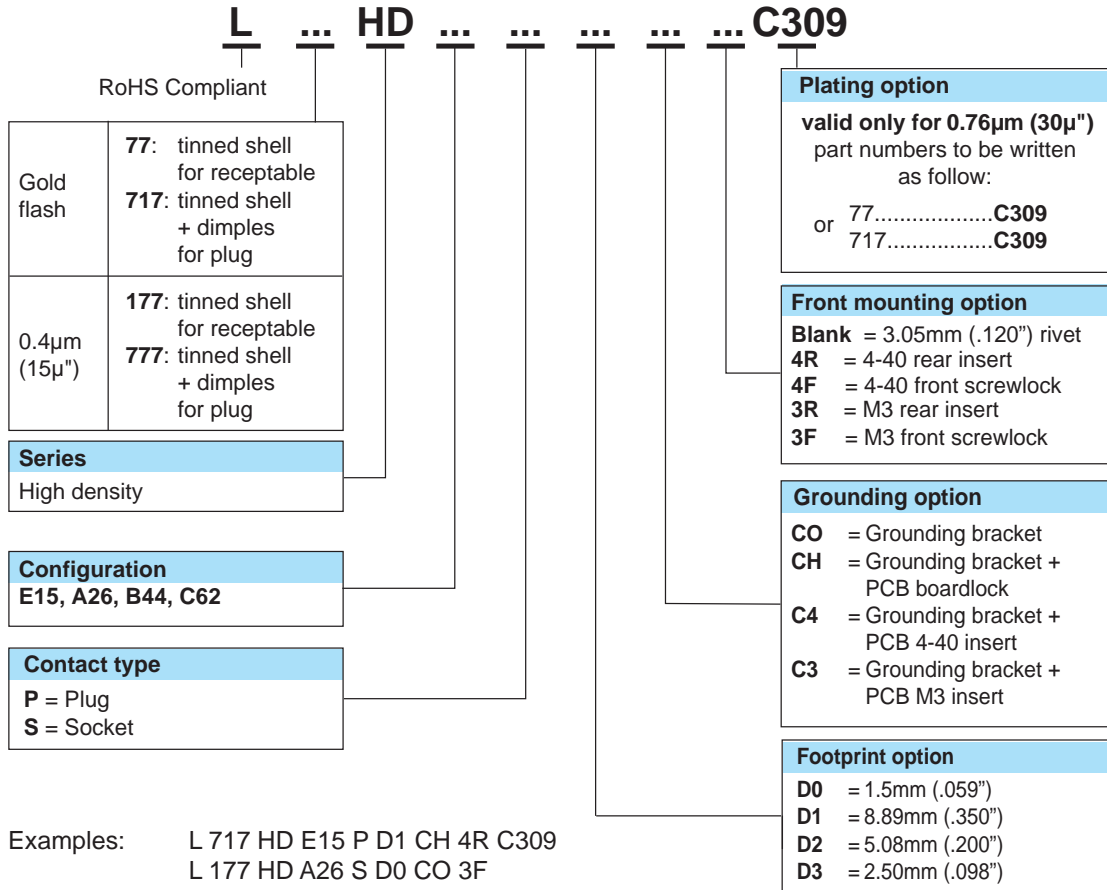 L ... HD ... ... ... ... ... C309
RoHS Compliant
Gold
flash
77: tinned shell
for receptable
717: tinned shell
+ dimples
for plug
0.4µm
(15µ")
177: tinned shell
for receptable
777: tinned shell
+ dimples
for plug
Series
High density
Configuration
E15, A26, B44, C62
Contact type
P = Plug
S = Socket
Plating option
valid only for 0.76µm (30µ")
part numbers to be written
as follow:
77...................C309
or
717..................C309
Front mounting option
Blank = 3.05mm (.120”) rivet
4R = 4-40 rear insert
4F = 4-40 front screwlock
3R = M3 rear insert
3F = M3 front screwlock
Grounding option
CO = Grounding bracket
CH = Grounding bracket +
PCB boardlock
C4 = Grounding bracket +
PCB 4-40 insert
C3 = Grounding bracket +
PCB M3 insert
Footprint option
D0 = 1.5mm (.059”)
D1 = 8.89mm (.350”)
D2 = 5.08mm (.200”)
D3 = 2.50mm (.098”)
Examples: L 717 HD E15 P D1 CH 4R C309
L 177 HD A26 S D0 CO 3F